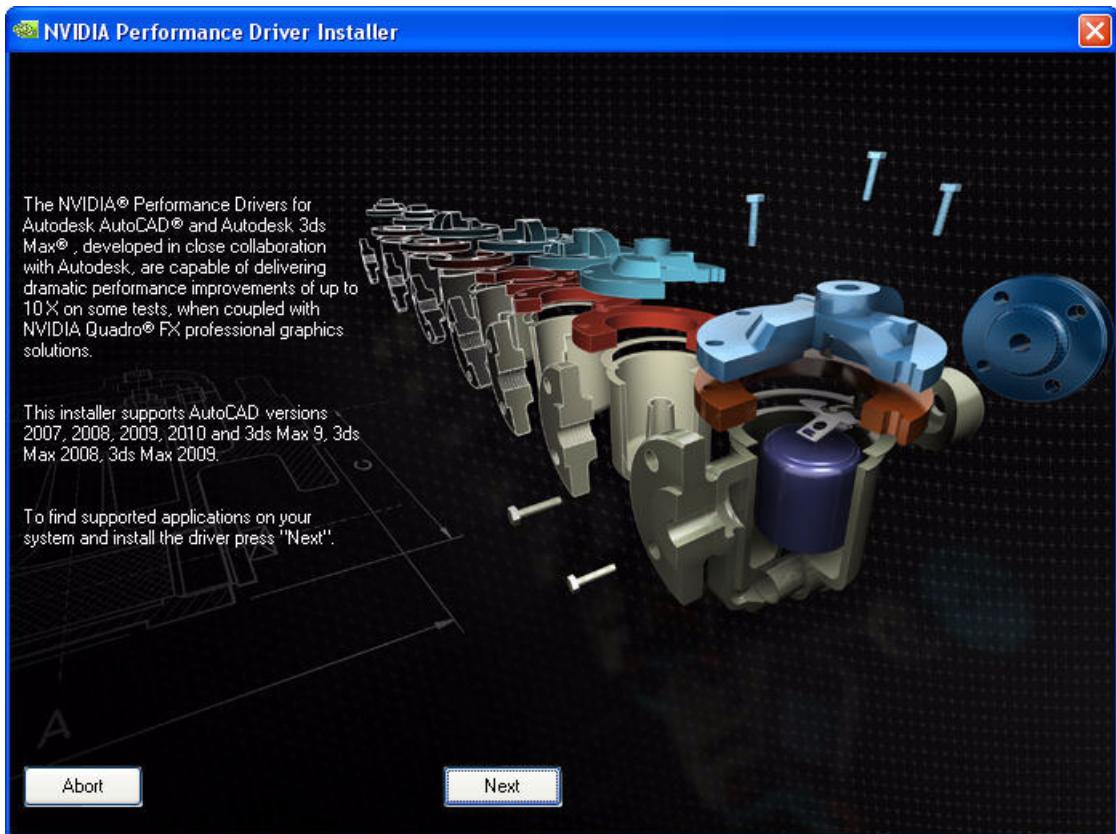 NVIDIA Performance Driver Installer
The NVIDIA® Performance Drivers for
Autodesk AutoCAD® and Autodesk 3ds
Max® , developed in close collaboration
with Autodesk, are capable of delivering
dramatic performance improvements of up to
10X on some tests, when coupled with
NVIDIA Quadro® FX professional graphics
solutions.
This installer supports AutoCAD versions
2007, 2008, 2009, 2010 and 3ds Max 9, 3ds
Max 2008, 3ds Max 2009.
To find supported applications on your
system and install the driver press "Next".
C
A
Abort
Next